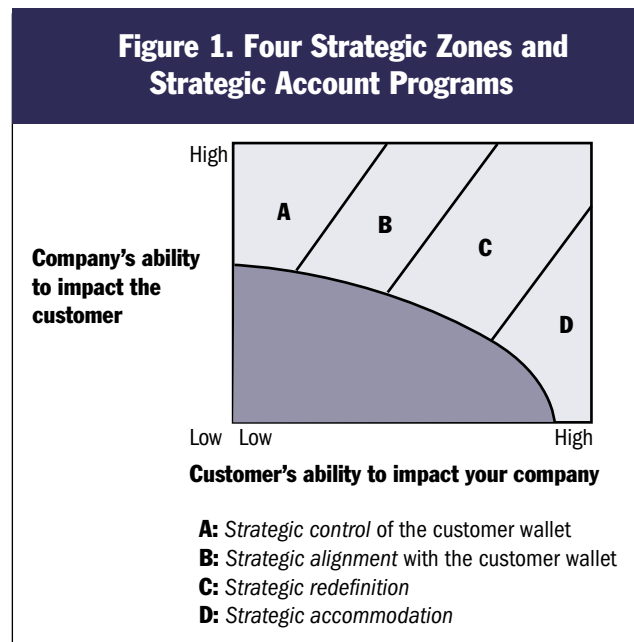 Figure 1. Four Strategic Zones and
Strategic Account Programs
High
A
B
C
D
Company's ability
to impact the
customer
Low Low High
Customer's ability to impact your company
A: Strategic control of the customer wallet
B: Strategic alignment with the customer wallet
C: Strategic redefinition
D: Strategic accommodation